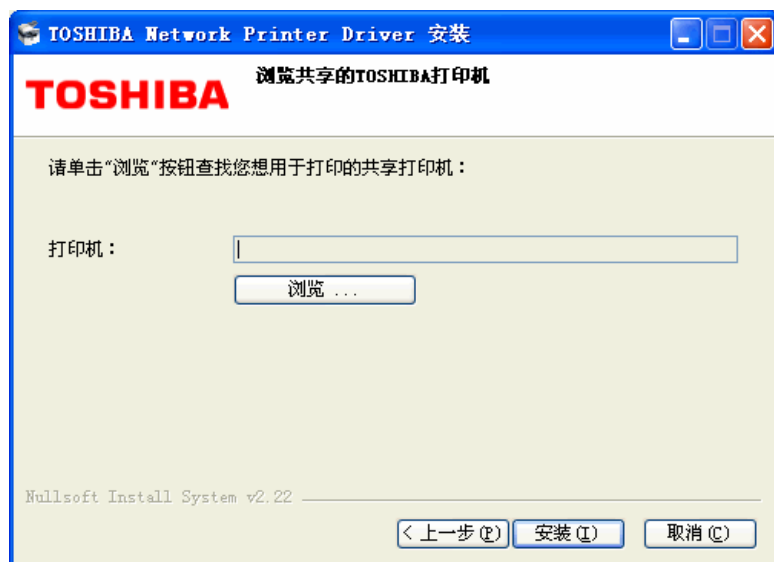 TOSHIBA Network Printer Driver 安装
TOSHIBA
浏览共享的TOSHIBA打印机
请单击“浏览“按钮查找您想用于打印的共享打印机：
打印机：
浏览 ...
Nullsoft Install System v2.22
< 上一步(P)
安装(I)
取消(C)